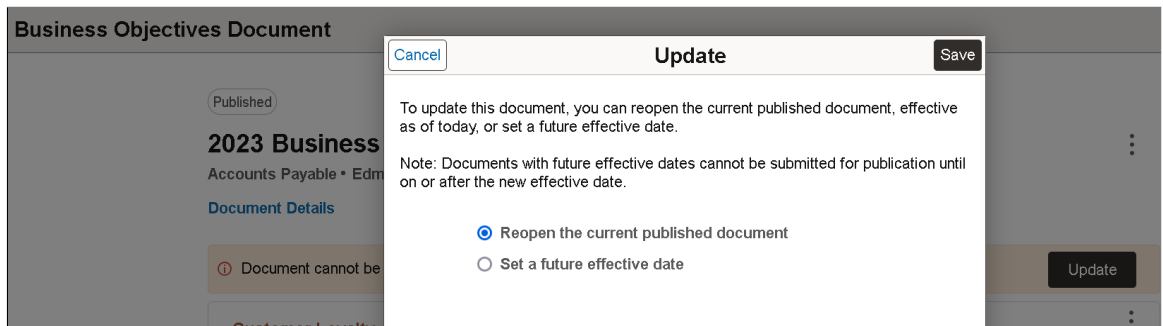 Business Objectives Document
Cancel
Update
Save
Published
To update this document, you can reopen the current published document, effective
as of today, or set a future effective date.
2023 Business
Note: Documents with future effective dates cannot be submitted for publication until
on or after the new effective date.
Accounts Payable • Edm
Document Details
Reopen the current published document
Set a future effective date
Document cannot be
Update